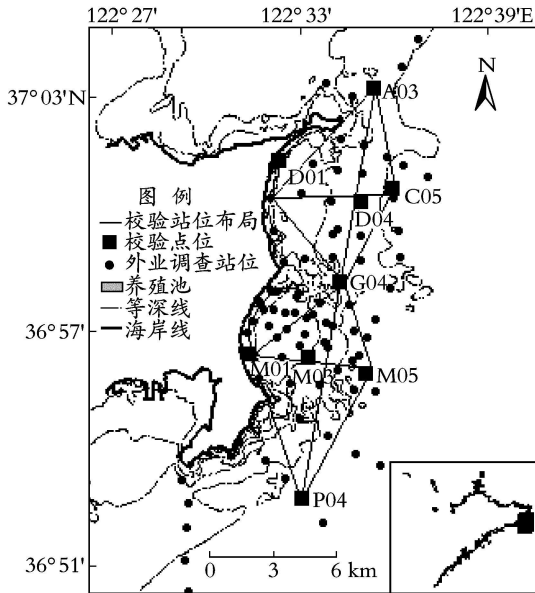 122° 27′ 122° 33′ 122° 39′E
N
37° 03′N
A03
D01
C05
图 例
D04
校验站位布局
校验点位
外业调查站位
养殖池
G04
等深线
海岸线
36° 57′
M01 M03 M05
P04
36° 51′
0 3 6 km